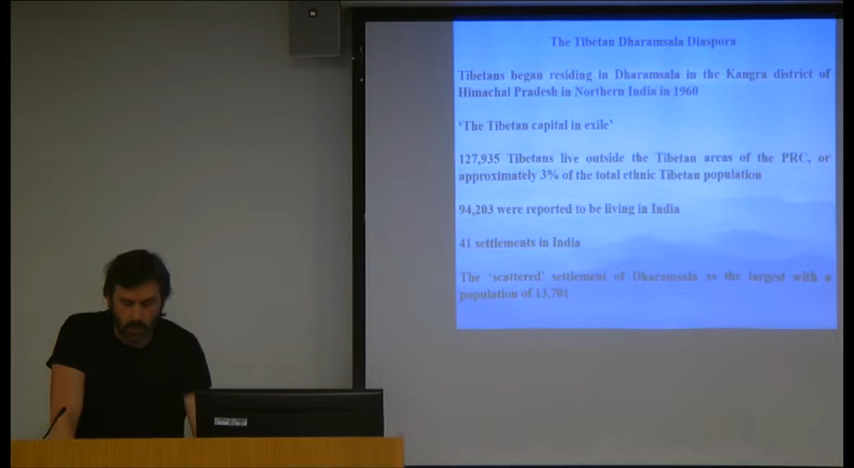 The Tibetan Dharamsala Diaspora
Tibetans began residing in Dharamsala in the Kangra district of
Himachal Pradesh in Northern India in 1960
‘The Tibetan capital in exile’
127,935 Tibetans live outside the Tibetan areas of the PRC, or
approximately 3% of the total ethnic Tibetan population
94,203 were reported to be living in India
41 settlements in India
The ‘scattered’ settlement of Dharamsala as the largest with a
population of 13,701